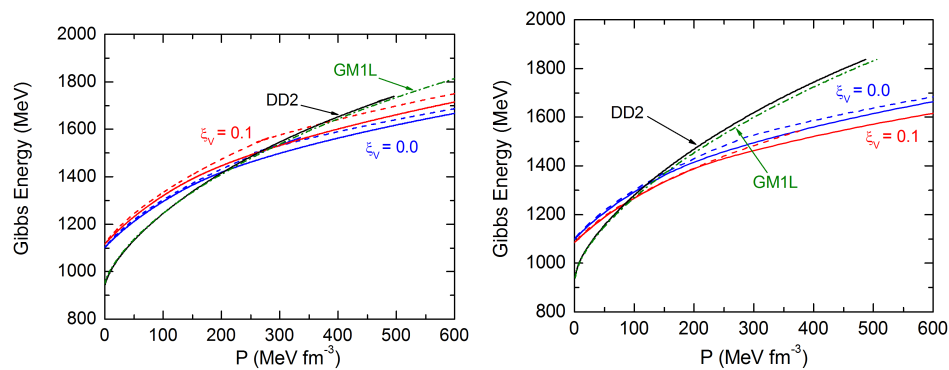 2000
1800
1600
1400
1200
1000
800
Gibbs Energy (MeV)
GM1L
DD2
ξV = 0.1
ξV = 0.0
0 100 200 300 400 500 600
P (MeV fm-3)
2000
1800
1600
1400
1200
1000
800
Gibbs Energy (MeV)
ξV = 0.0
DD2
ξV = 0.1
GM1L
0 100 200 300 400 500 600
P (MeV fm-3)